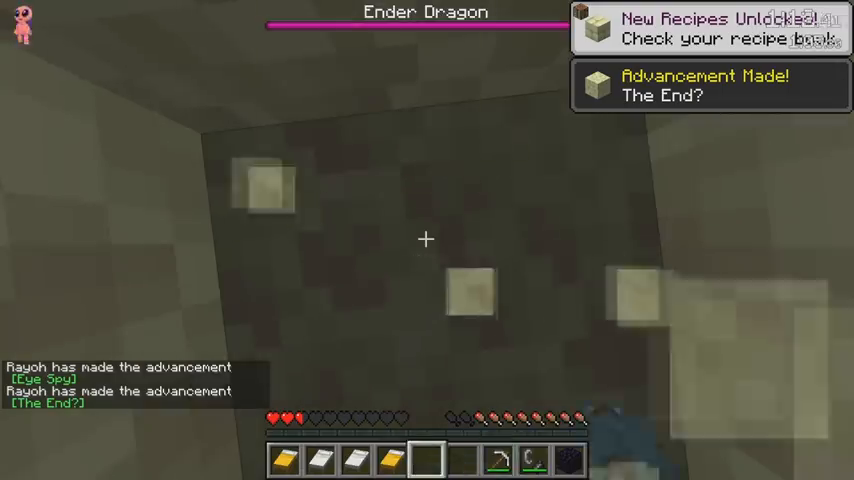 Ender Dragon
New Recipes Unlocked!
Check your recipe book
Advancement Made!
The End?
Rayoh has made the advancement
[Eye Spy]
Rayoh has made the advancement
[The End?]